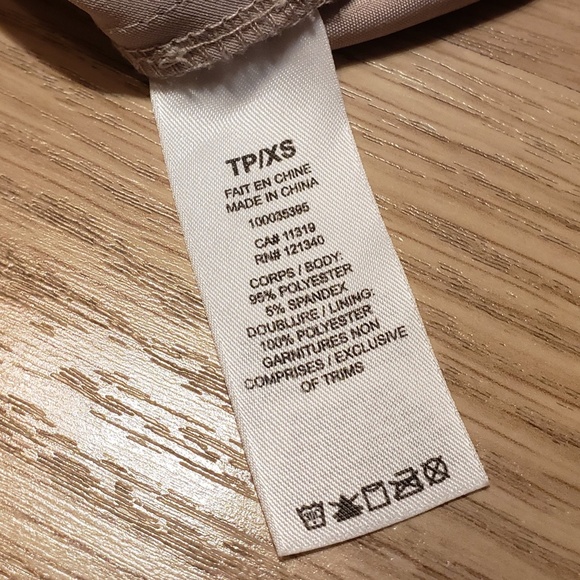 TP/XS
FAIT EN CHINE
MADE IN CHINA
100035395
CA# 11319
RN# 121340
CORPS / BODY:
95% POLYESTER
5% SPANDEX
DOUBLURE / LINING:
100% POLYESTER
GARNITURES NON
COMPRISES / EXCLUSIVE
OF TRIMS